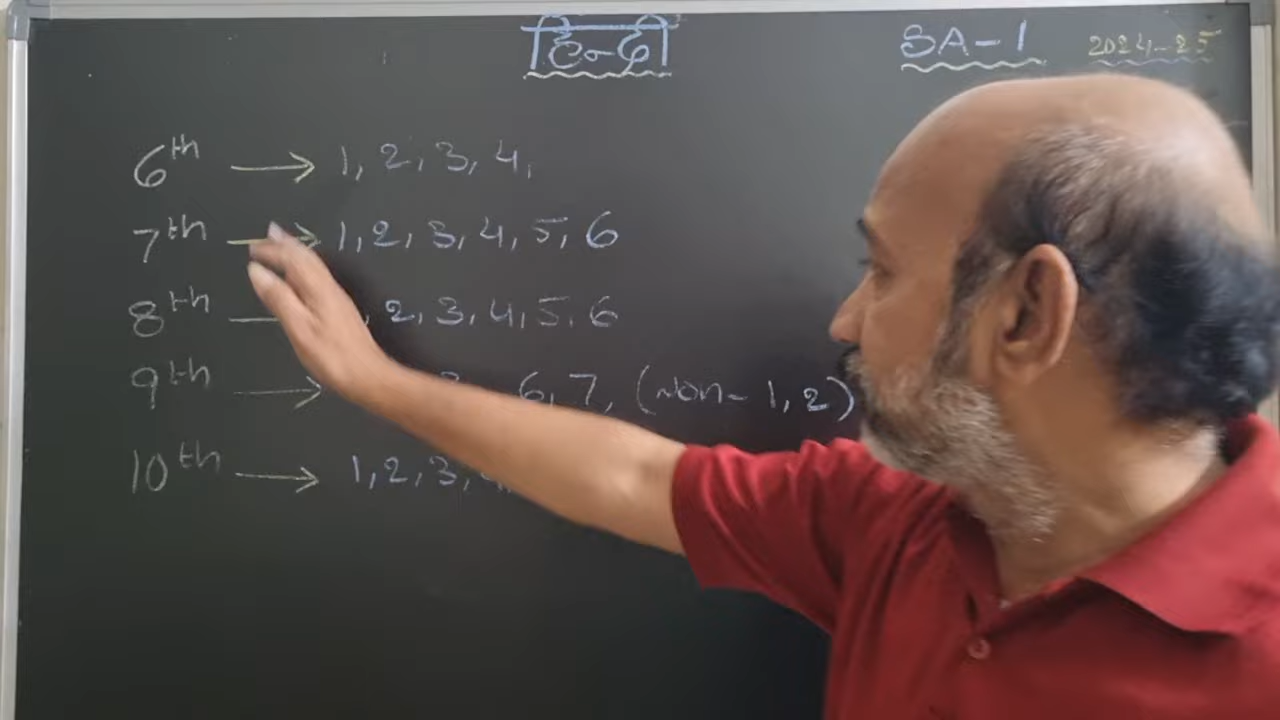 हिन्दी SA-1 2024-25
6th → 1, 2, 3, 4,
7th → 1, 2, 3, 4, 5, 6
8th 2, 3, 4, 5, 6
9th → 6, 7, (Non-1, 2)
10th → 1, 2, 3,